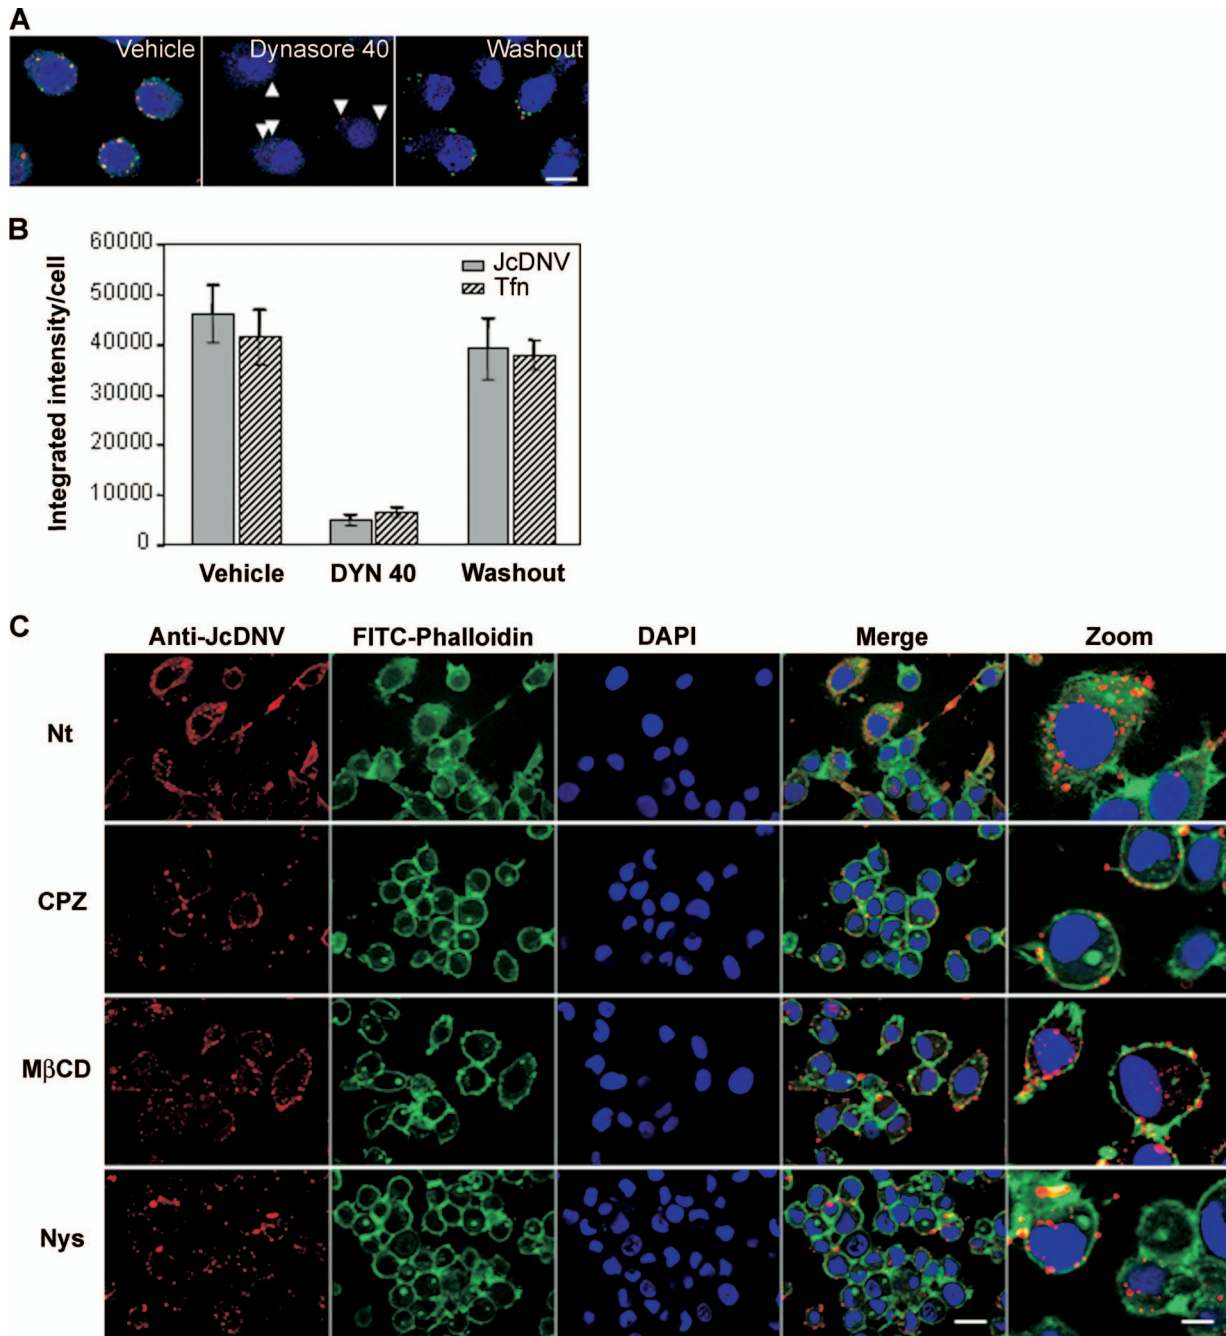 A
Vehicle
Dynasore 40
Washout
B
Integrated intensity/cell
60000
50000
40000
30000
20000
10000
0
JcDNV
Tfn
Vehicle
DYN 40
Washout
C
Anti-JcDNV
FITC-Phalloidin
DAPI
Merge
Zoom
Nt
CPZ
MβCD
Nys